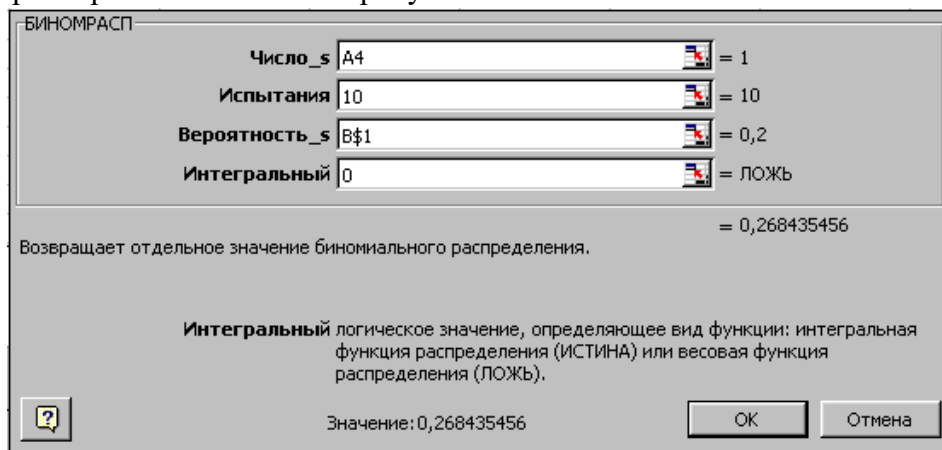 БИНОМРАСП
Число_s A4 = 1
Испытания 10 = 10
Вероятность_s B$1 = 0,2
Интегральный 0 = ЛОЖЬ
= 0,268435456
Возвращает отдельное значение биномиального распределения.
Интегральный логическое значение, определяющее вид функции: интегральная
функция распределения (ИСТИНА) или весовая функция
распределения (ЛОЖЬ).
Значение:0,268435456 OK Отмена